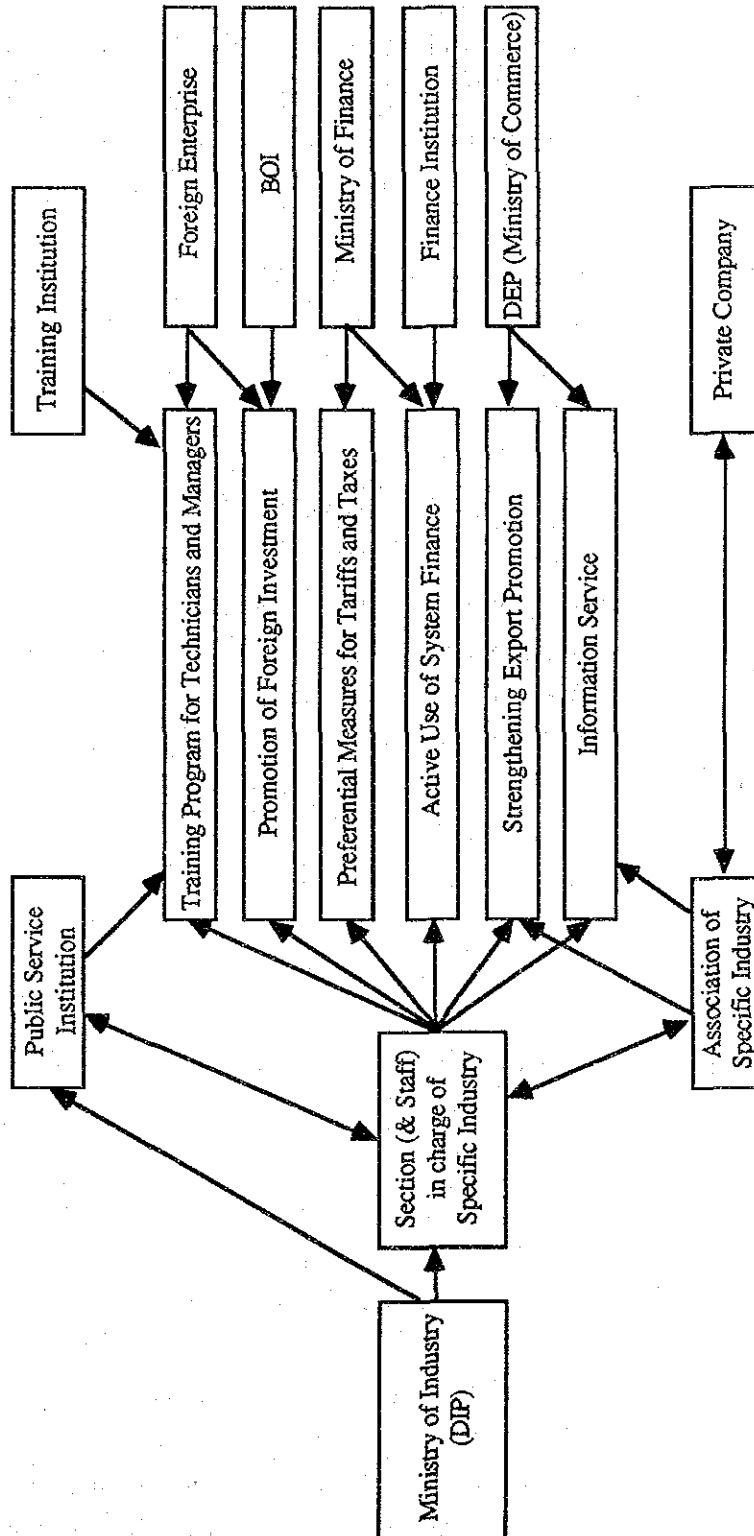 Ministry of Industry
(DIP)
Section (& Staff)
in charge of
Specific Industry
Public Service
Institution
Association of
Specific Industry
Training Program for Technicians and Managers
Promotion of Foreign Investment
Preferential Measures for Tariffs and Taxes
Active Use of System Finance
Strengthening Export Promotion
Information Service
Training Institution
Foreign Enterprise
BOI
Ministry of Finance
Finance Institution
DEP (Ministry of Commerce)
Private Company